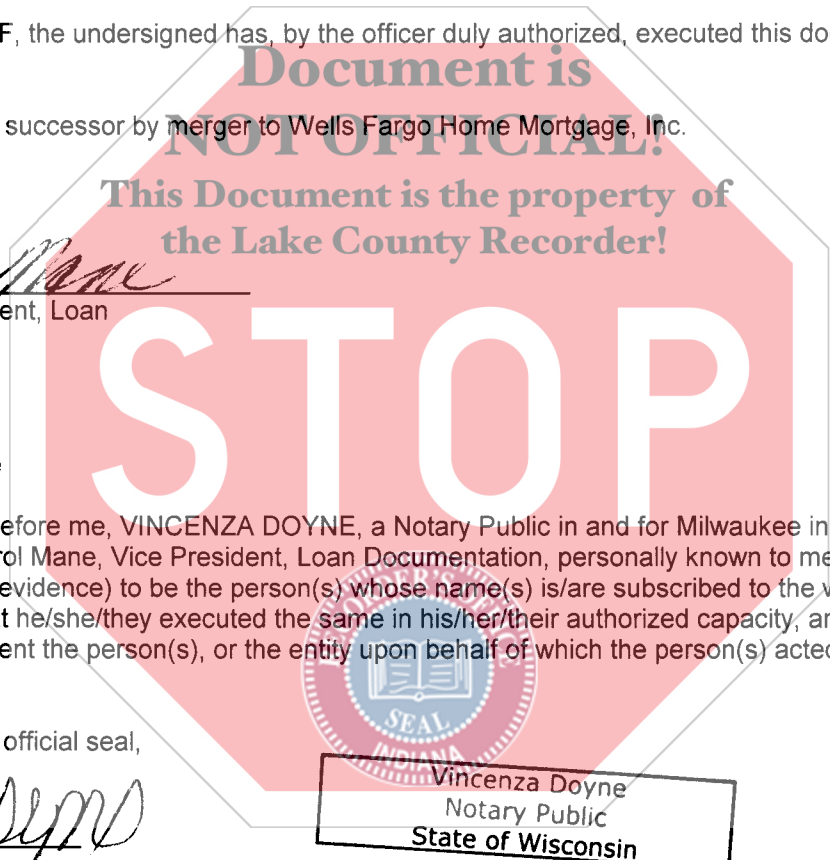 F, the undersigned has, by the officer duly authorized, executed this do
Document is
successor by merger to Wells Fargo Home Mortgage, Inc.
NOT OFFICIAL!
This Document is the property of
the Lake County Recorder!
Mane
ent, Loan
STOP
efore me, VINCENZA DOYNE, a Notary Public in and for Milwaukee in
rol Mane, Vice President, Loan Documentation, personally known to me
evidence) to be the person(s) whose name(s) is/are subscribed to the w
t he/she/they executed the same in his/her/their authorized capacity, an
ent the person(s), or the entity upon behalf of which the person(s) acted
RECORDER'S OFFICE
SEAL
INDIANA
official seal,
Vincenza Doyne
Notary Public
State of Wisconsin